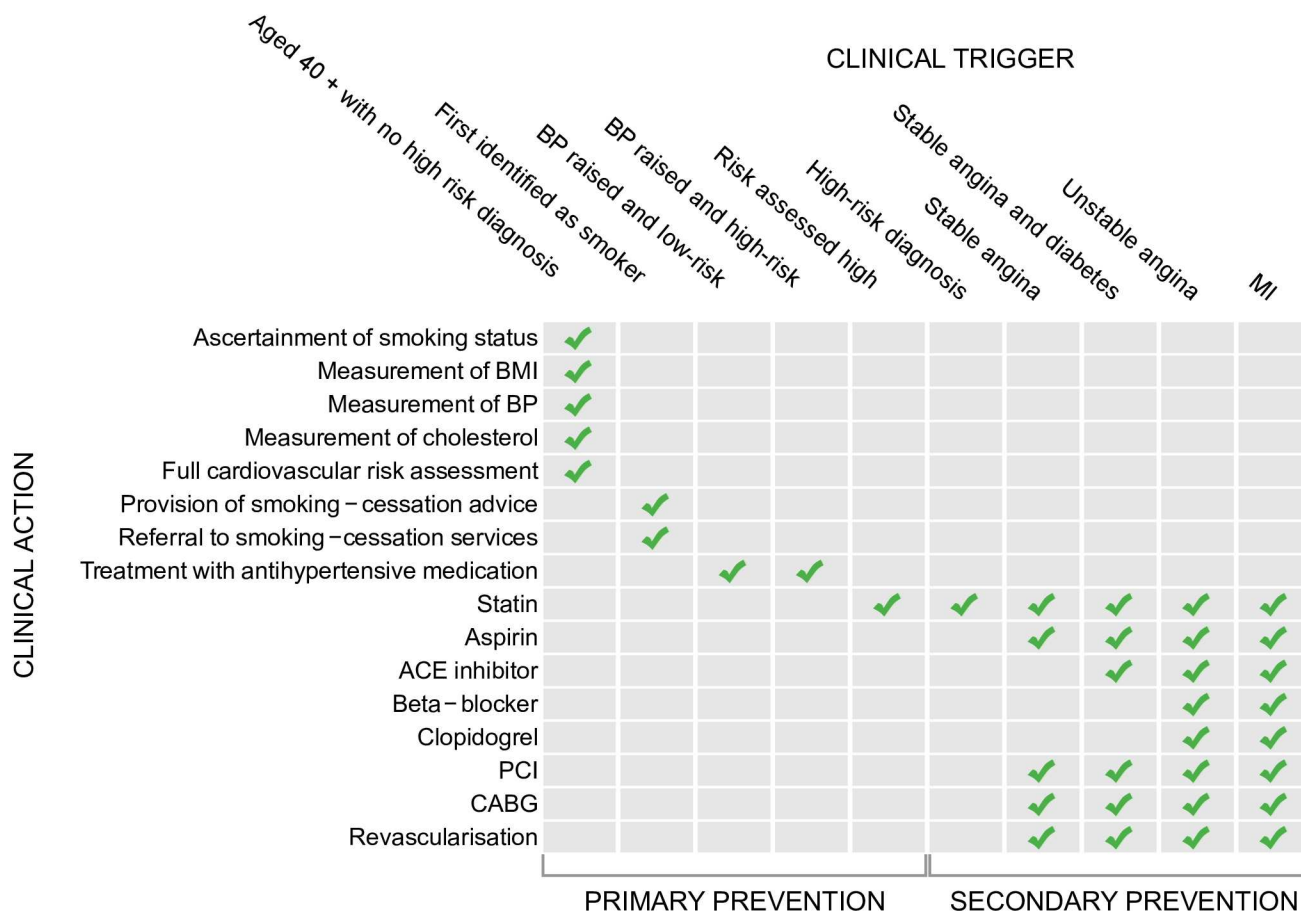 CLINICAL TRIGGER
Aged 40 + with no high risk diagnosis
First identified as smoker
BP raised and low-risk
BP raised and high-risk
Risk assessed high
High-risk diagnosis
Stable angina
Stable angina and diabetes
Unstable angina
MI
CLINICAL ACTION
Ascertainment of smoking status
Measurement of BMI
Measurement of BP
Measurement of cholesterol
Full cardiovascular risk assessment
Provision of smoking−cessation advice
Referral to smoking−cessation services
Treatment with antihypertensive medication
Statin
Aspirin
ACE inhibitor
Beta−blocker
Clopidogrel
PCI
CABG
Revascularisation
PRIMARY PREVENTION
SECONDARY PREVENTION